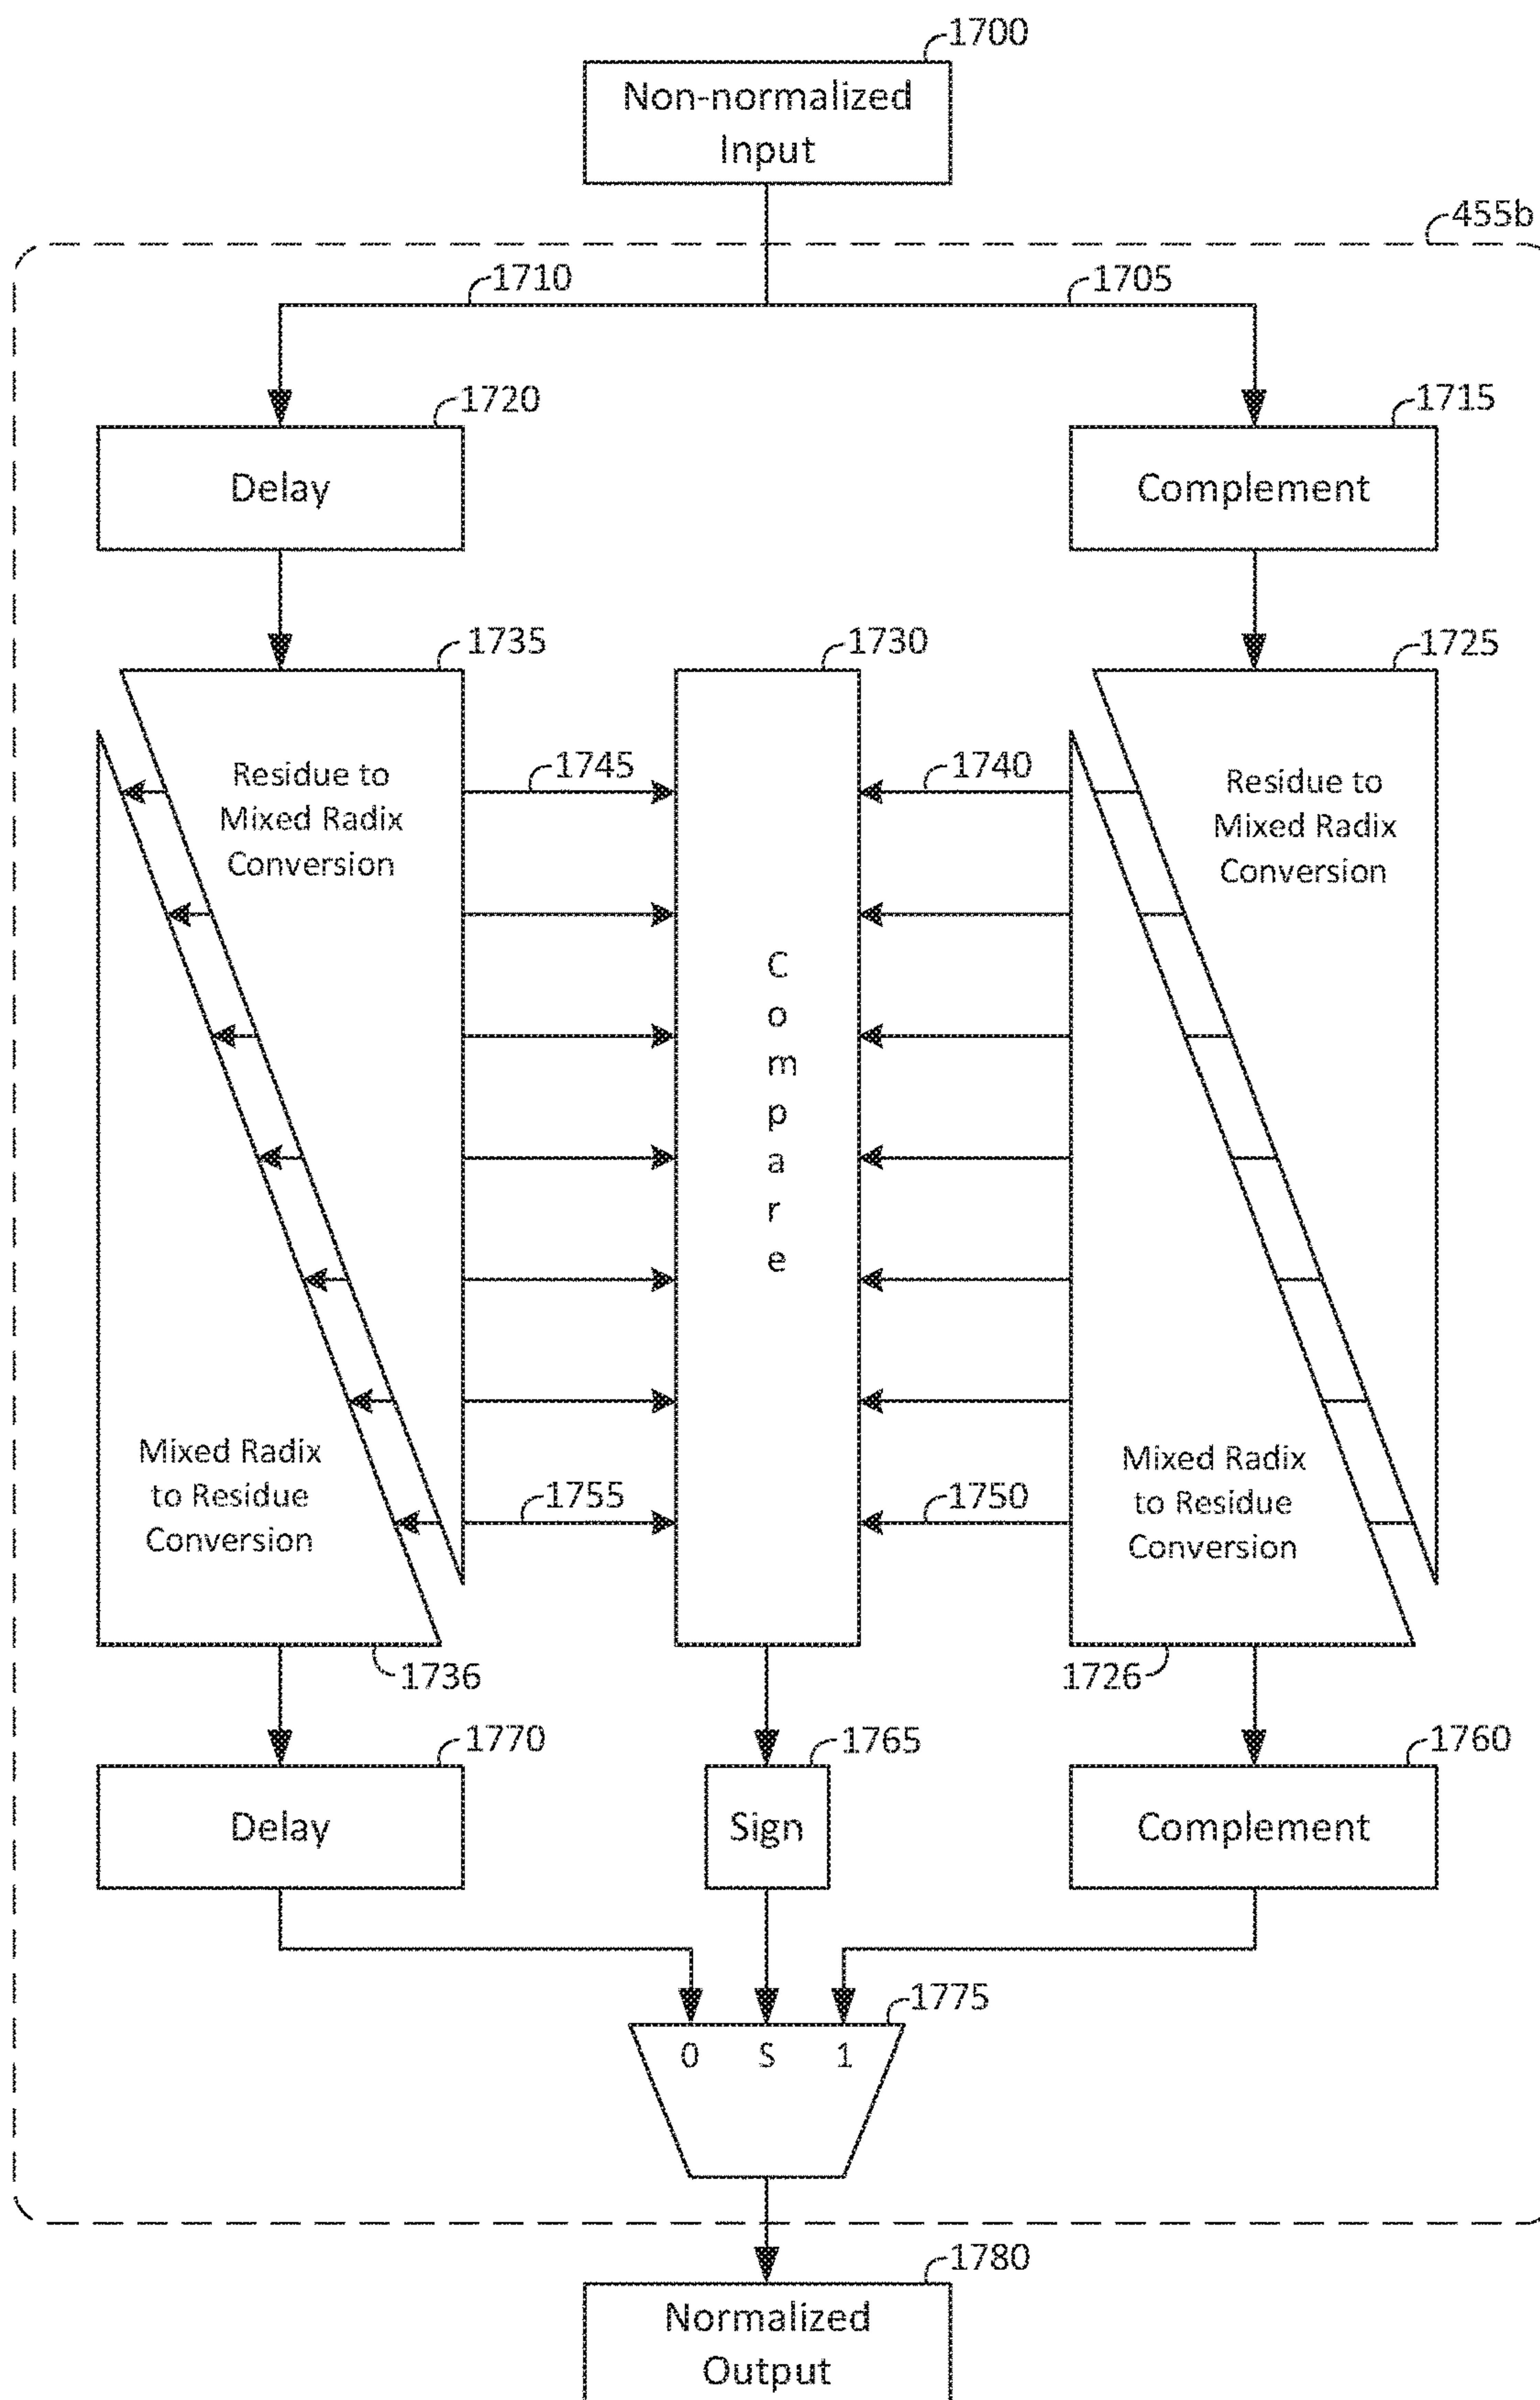 1700
Non-normalized
Input
455b
1710
1705
1720
1715
Delay
Complement
1735
1730
1725
Residue to
Mixed Radix
Conversion
1745
1740
Residue to
Mixed Radix
Conversion
C
o
m
p
a
r
e
Mixed Radix
to Residue
Conversion
1755
1750
Mixed Radix
to Residue
Conversion
1736
1726
1770
1765
1760
Delay
Sign
Complement
1775
0 S 1
1780
Normalized
Output